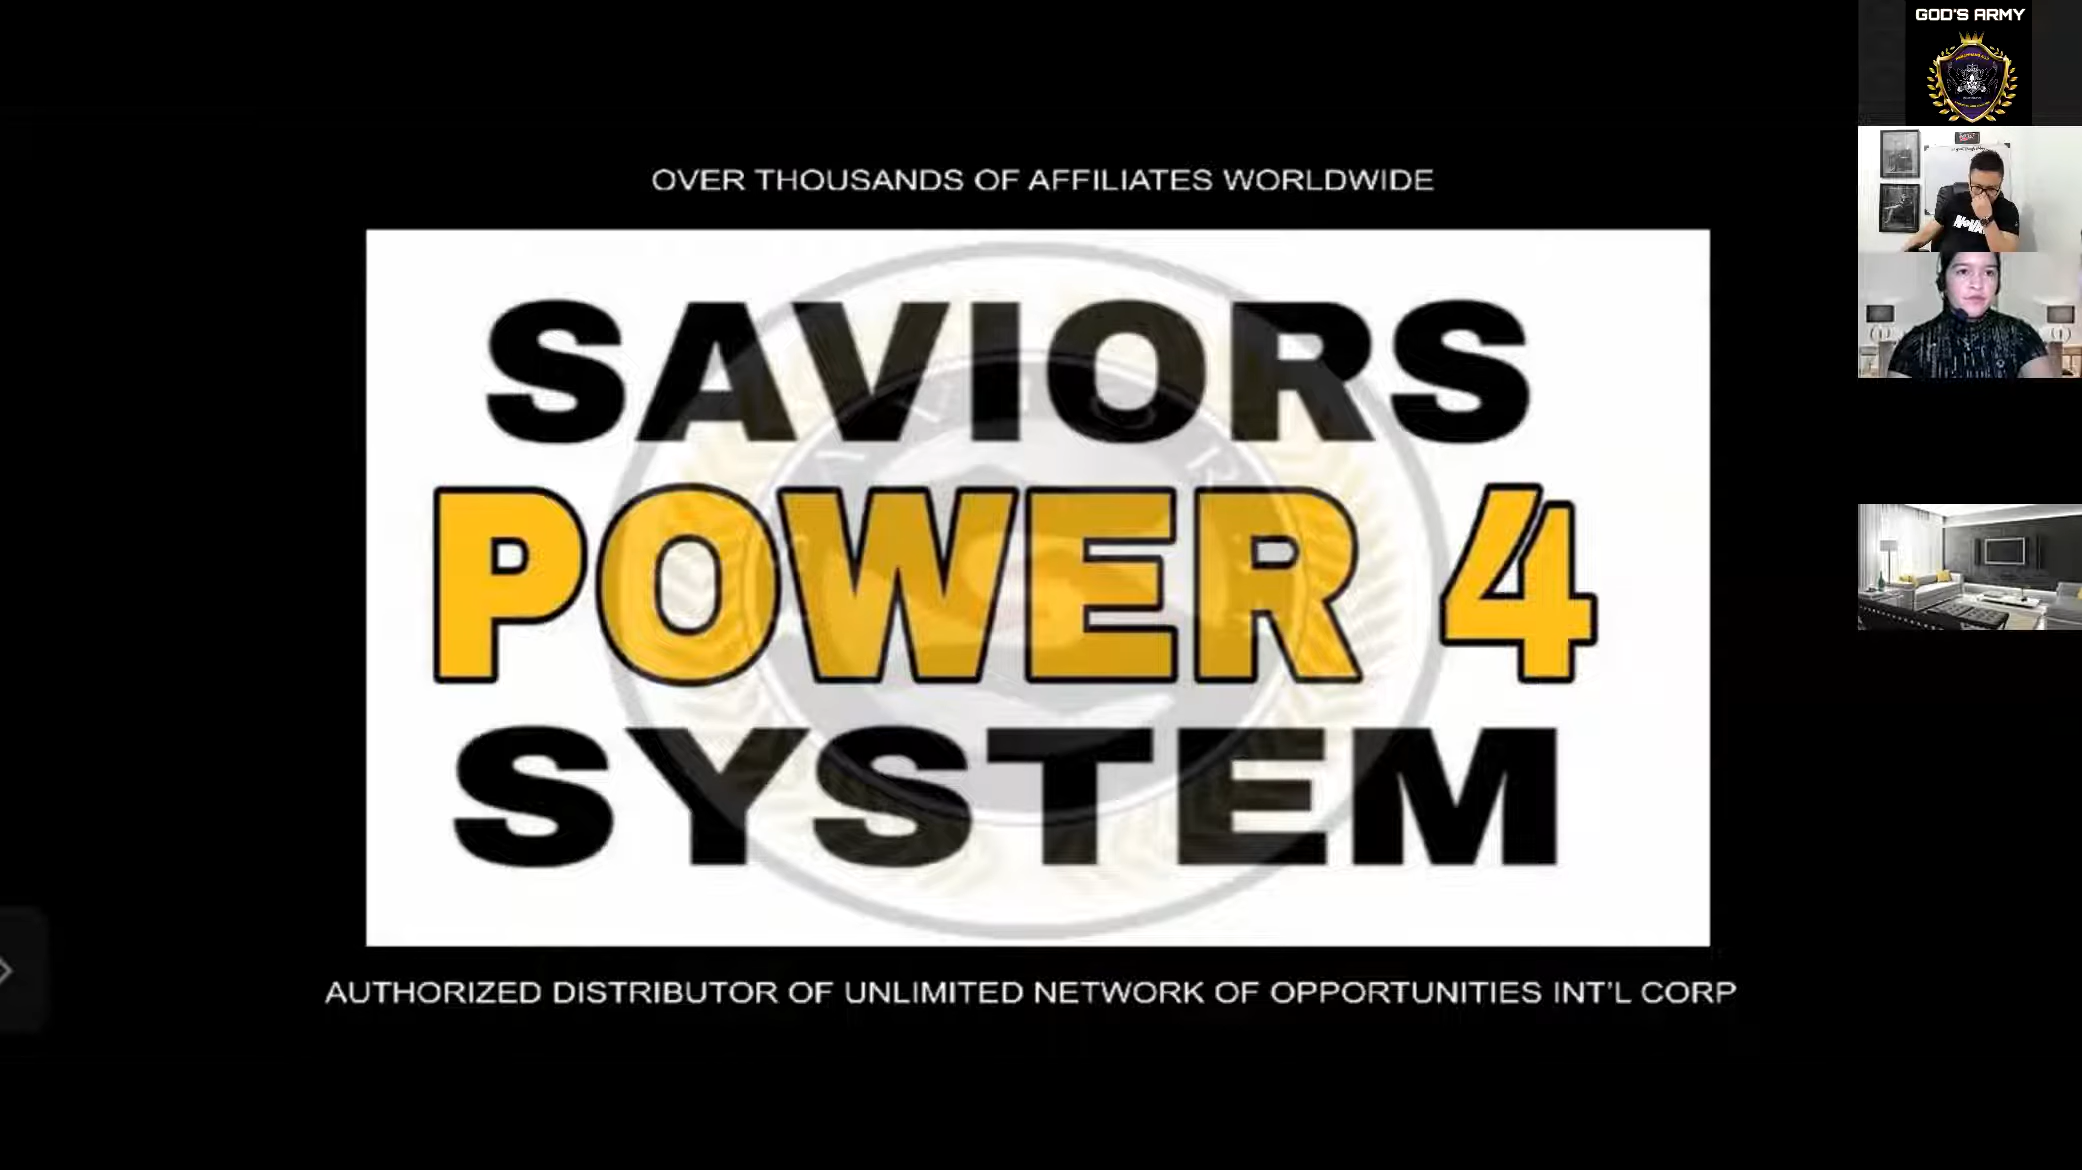 OVER THOUSANDS OF AFFILIATES WORLDWIDE
SAVIORS
POWER 4
SYSTEM
AUTHORIZED DISTRIBUTOR OF UNLIMITED NETWORK OF OPPORTUNITIES INT'L CORP
GOD'S ARMY